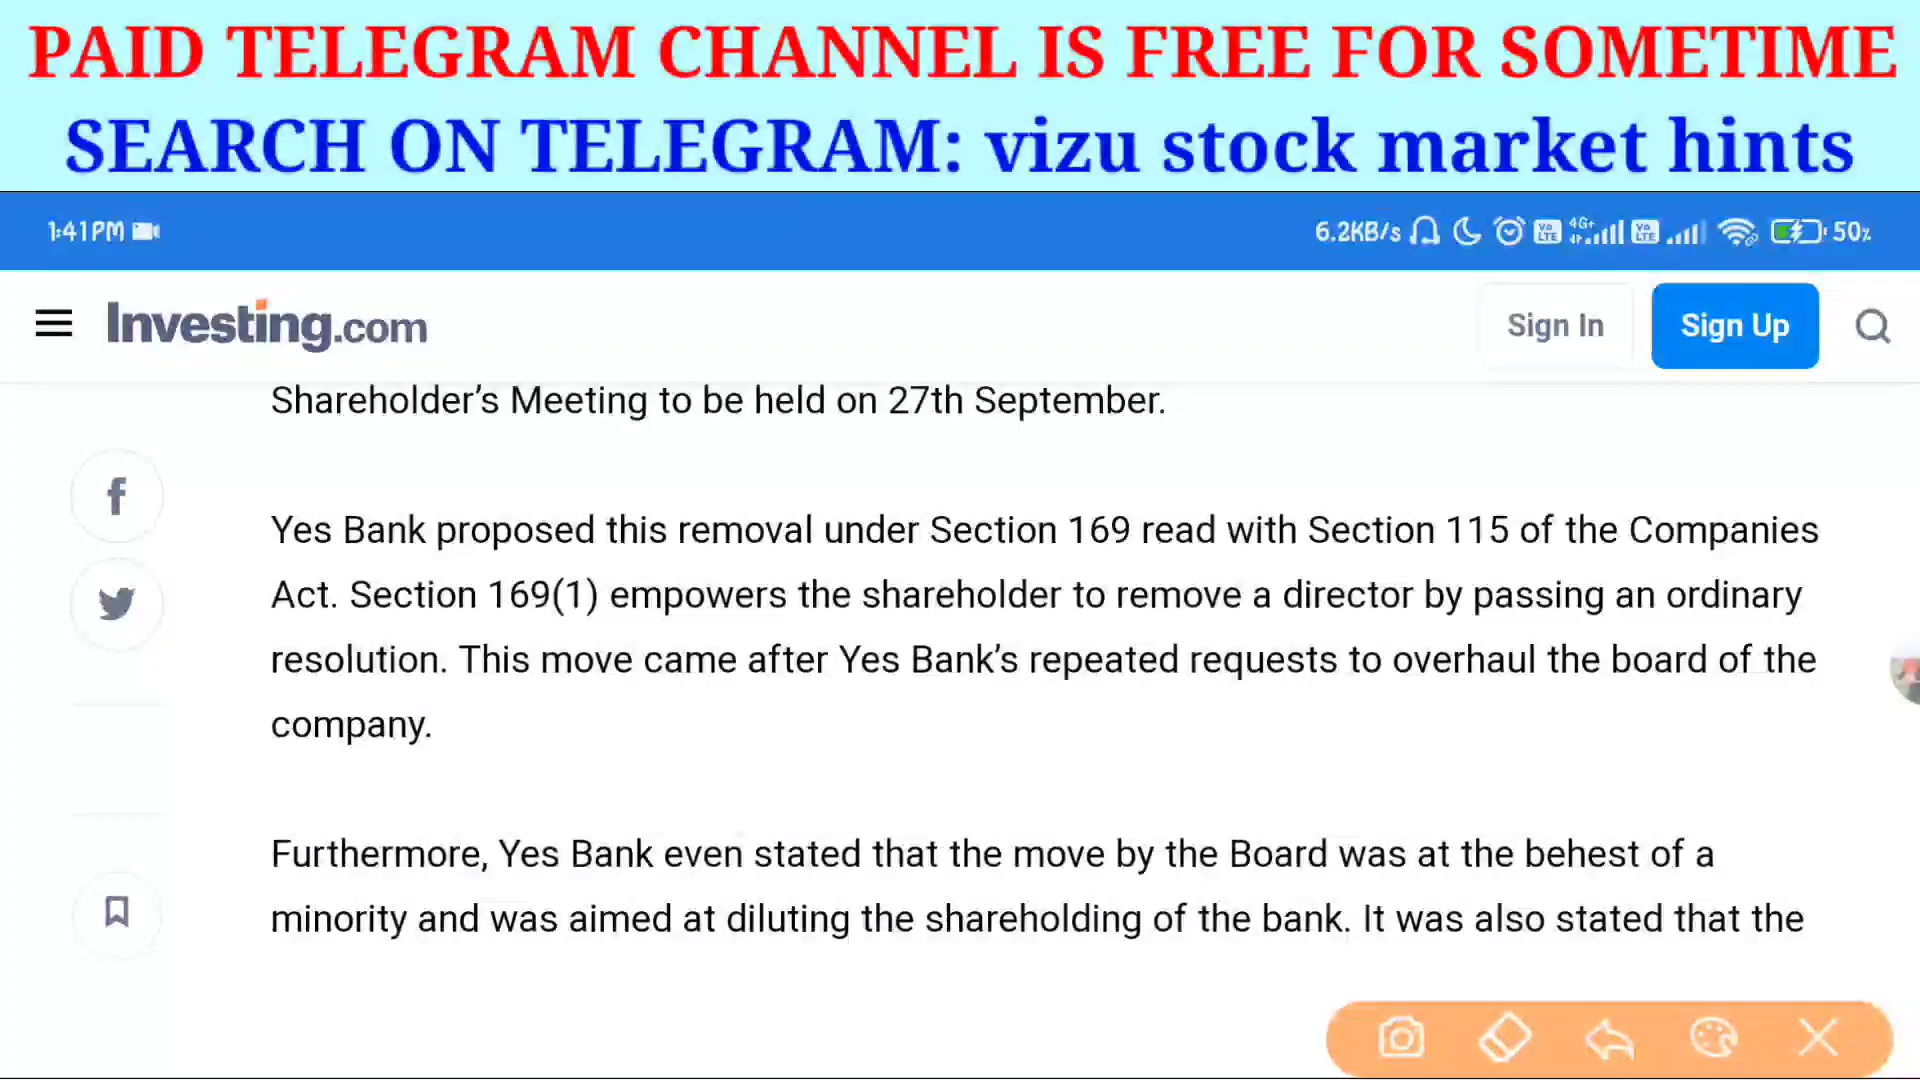 PAID TELEGRAM CHANNEL IS FREE FOR SOMETIME
SEARCH ON TELEGRAM: vizu stock market hints
1:41PM 6.2KB/s Vo LTE 4G+ Vo LTE 50%
Investing.com Sign In Sign Up
Shareholder’s Meeting to be held on 27th September.
Yes Bank proposed this removal under Section 169 read with Section 115 of the Companies
Act. Section 169(1) empowers the shareholder to remove a director by passing an ordinary
resolution. This move came after Yes Bank’s repeated requests to overhaul the board of the
company.
Furthermore, Yes Bank even stated that the move by the Board was at the behest of a
minority and was aimed at diluting the shareholding of the bank. It was also stated that the